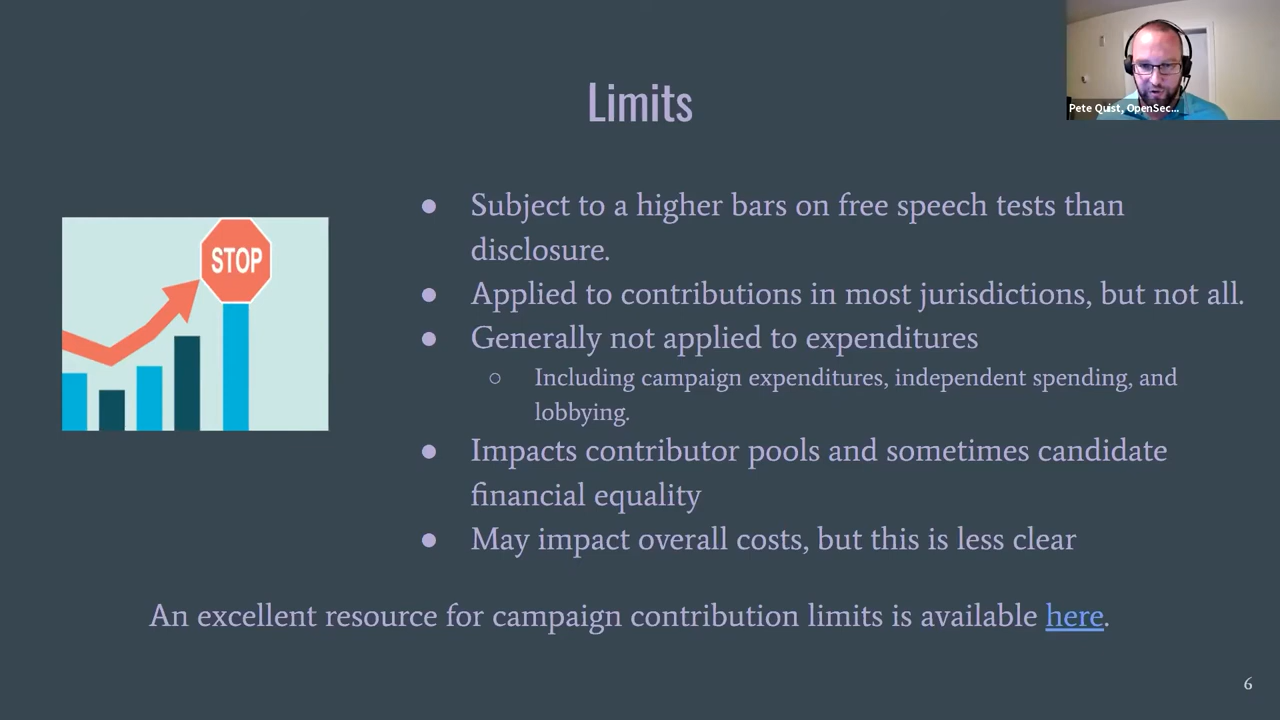 Limits
Pete Quist, OpenSec...
STOP
● Subject to a higher bars on free speech tests than
disclosure.
● Applied to contributions in most jurisdictions, but not all.
● Generally not applied to expenditures
○ Including campaign expenditures, independent spending, and
lobbying.
● Impacts contributor pools and sometimes candidate
financial equality
● May impact overall costs, but this is less clear
An excellent resource for campaign contribution limits is available here.
6